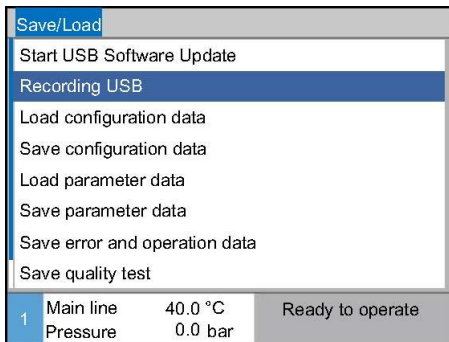 Save/Load
Start USB Software Update
Recording USB
Load configuration data
Save configuration data
Load parameter data
Save parameter data
Save error and operation data
Save quality test
1 Main line 40.0 °C Ready to operate
Pressure 0.0 bar